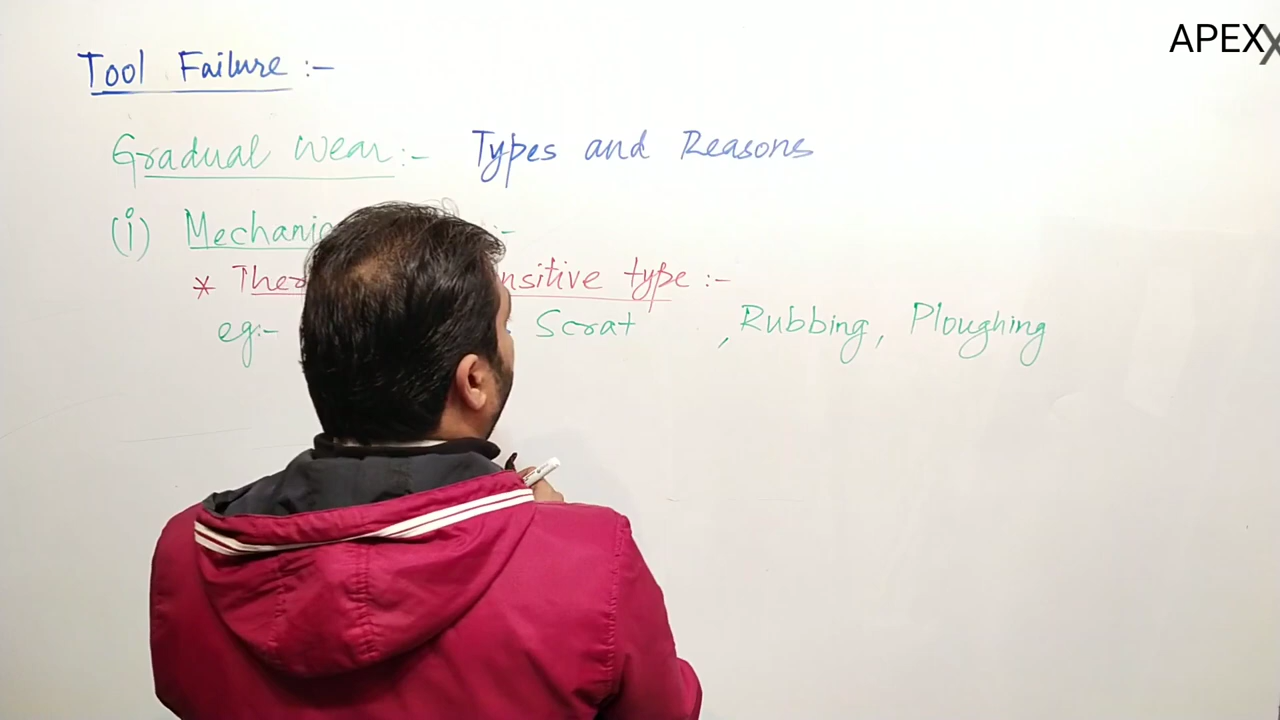 APEX
Tool Failure :-
Gradual Wear :- Types and Reasons
(i) Mechanic :-
* Ther nsitive type :-
eg:- Scrat , Rubbing, Ploughing